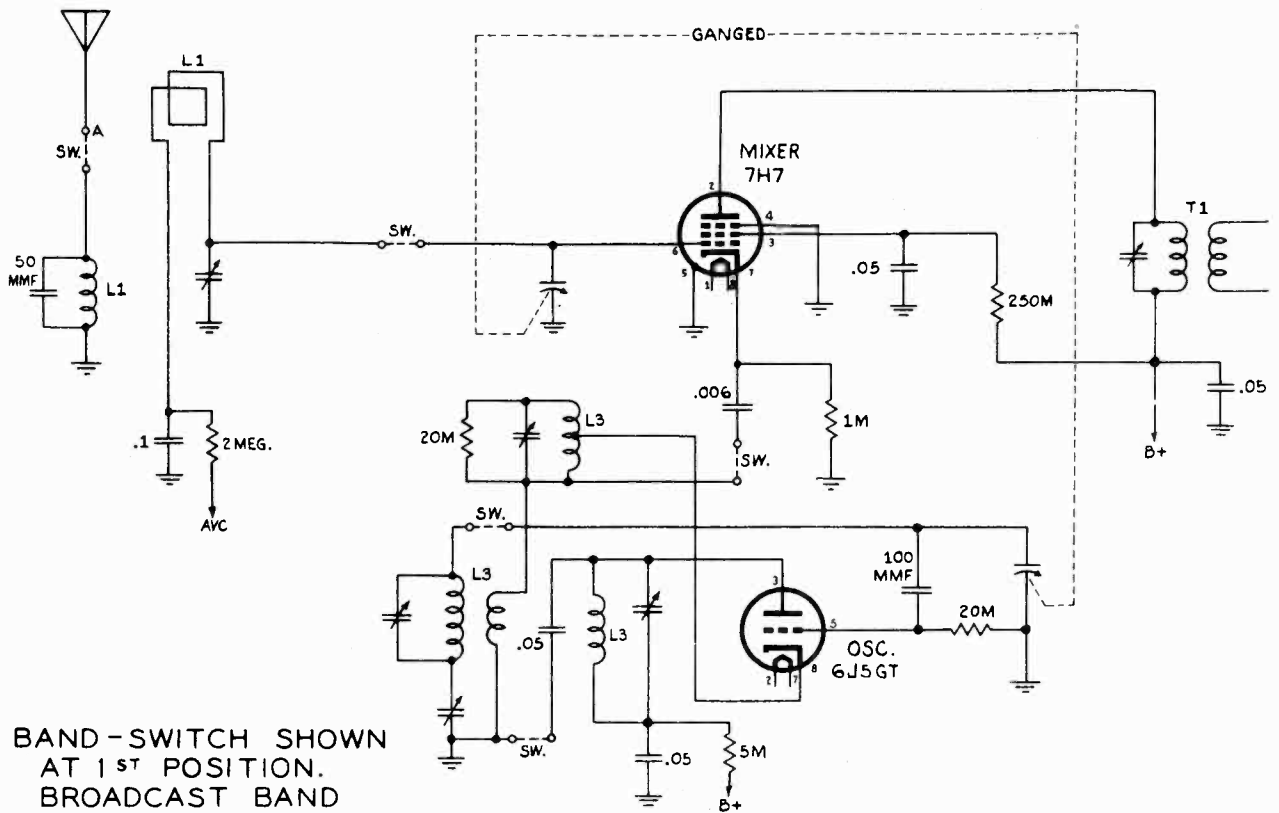 GANGED
L1
A
SW.
MIXER
7H7
2
4
3
6
5
1
8
7
SW.
T1
50
MMF
L1
.05
250M
.05
B+
.006
1M
SW.
20M
L3
.1
2 MEG.
AVC
SW.
L3
100
MMF
3
5
20M
.05
L3
OSC.
6J5GT
8
2
7
SW.
.05
5M
B+
BAND-SWITCH SHOWN
AT 1ST POSITION.
BROADCAST BAND